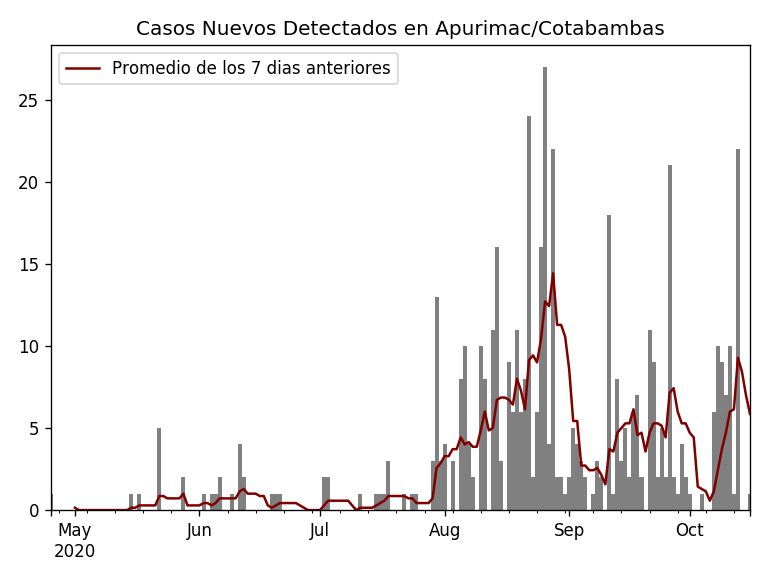 Casos Nuevos Detectados en Apurimac/Cotabambas
Promedio de los 7 dias anteriores
25
20
15
10
5
0
May Jun Jul Aug Sep Oct
2020